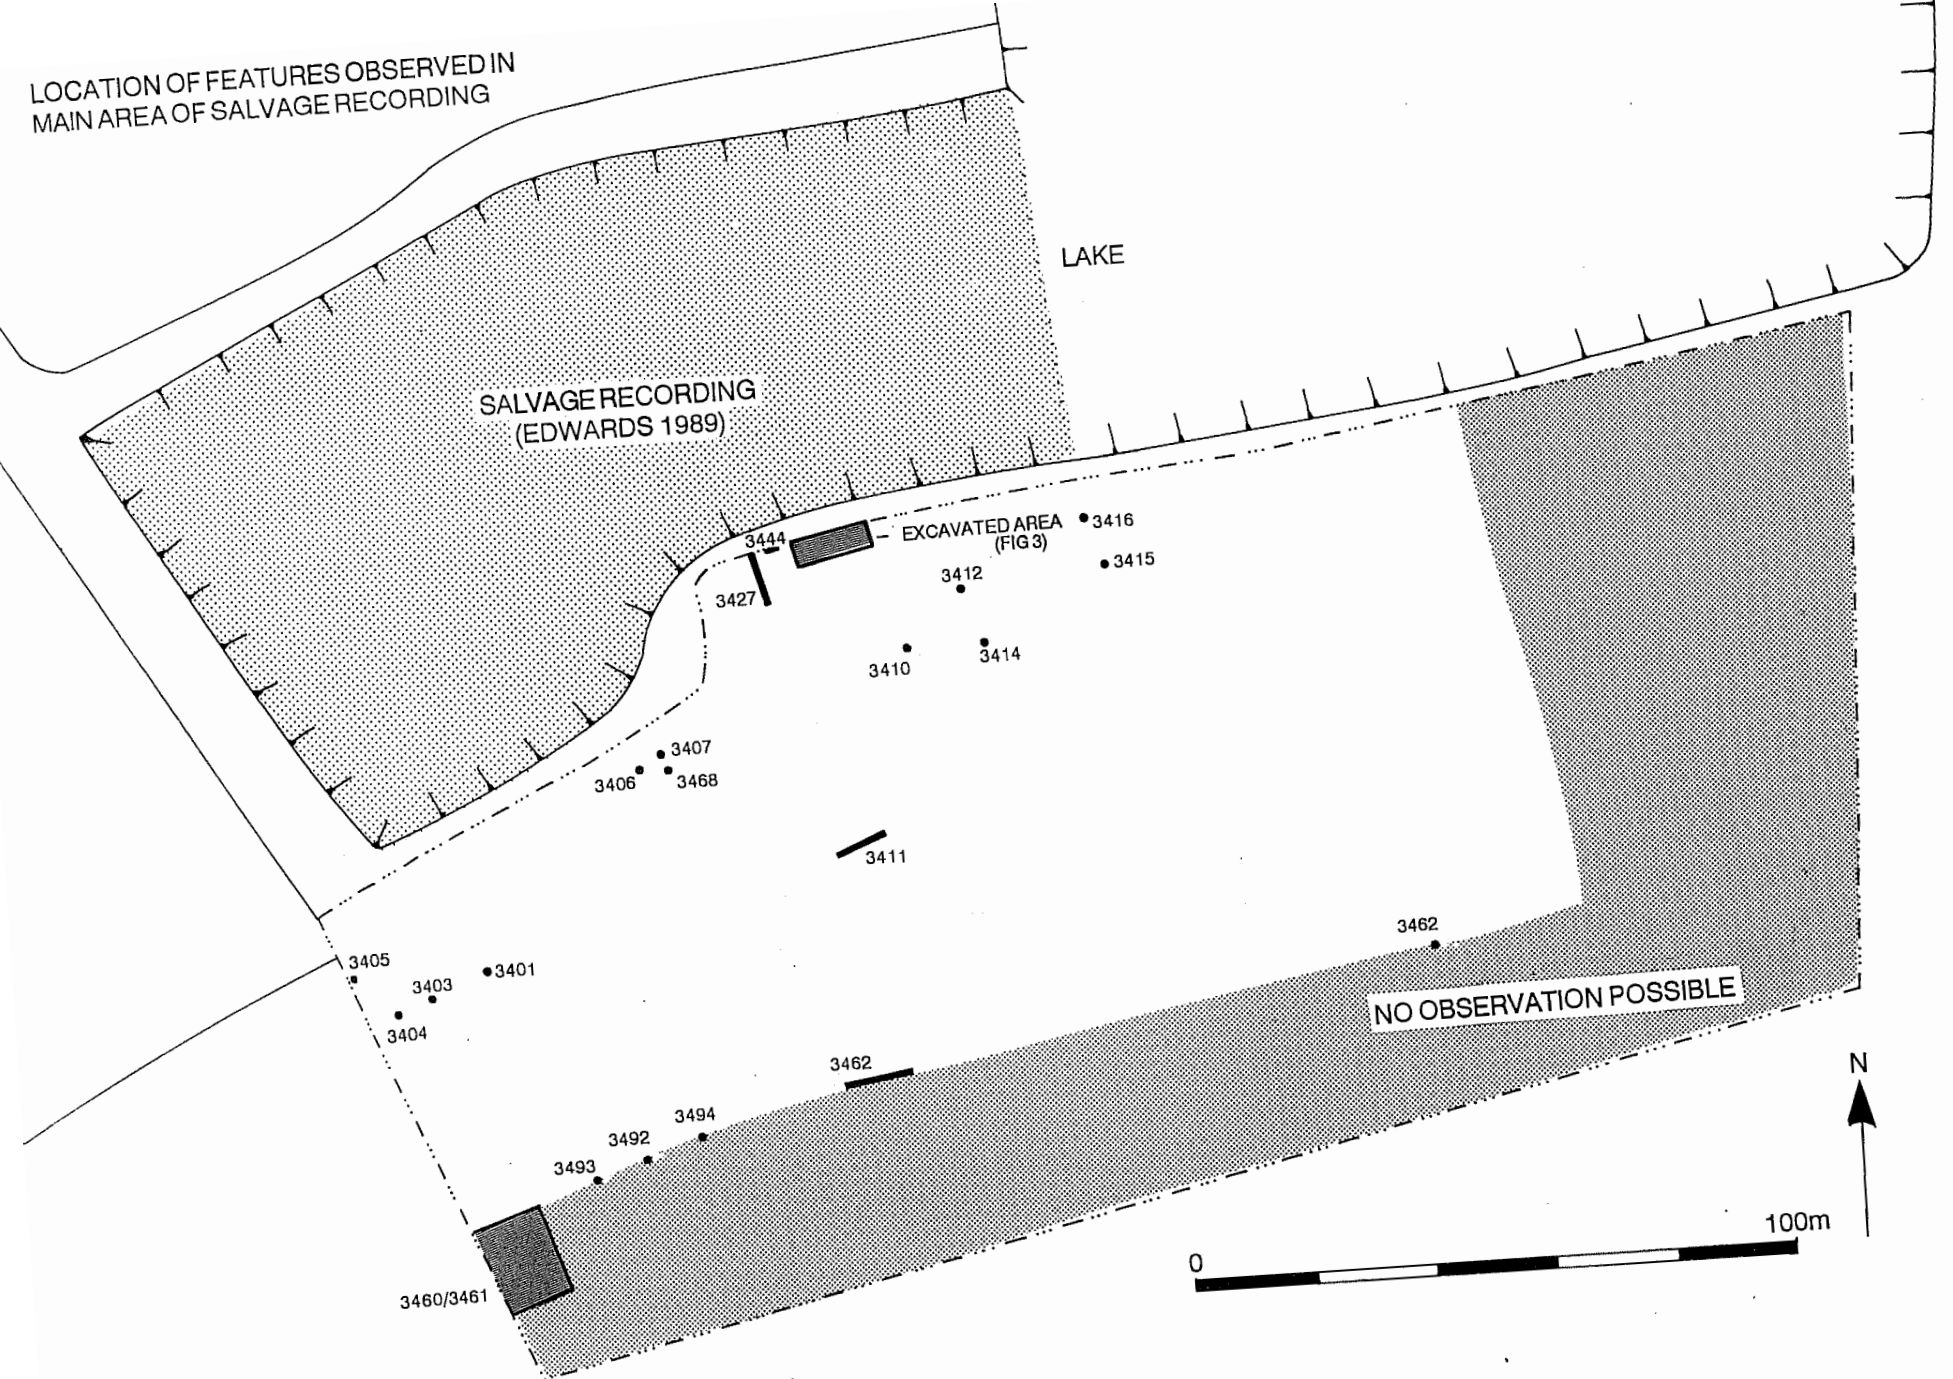 LOCATION OF FEATURES OBSERVED IN
MAIN AREA OF SALVAGE RECORDING
LAKE
SALVAGE RECORDING
(EDWARDS 1989)
3444
EXCAVATED AREA
(FIG 3)
3416
3415
3412
3427
3410
3414
3407
3406
3468
3411
3462
3405
3401
3403
3404
NO OBSERVATION POSSIBLE
3462
N
3494
3492
3493
3460/3461
0
100m